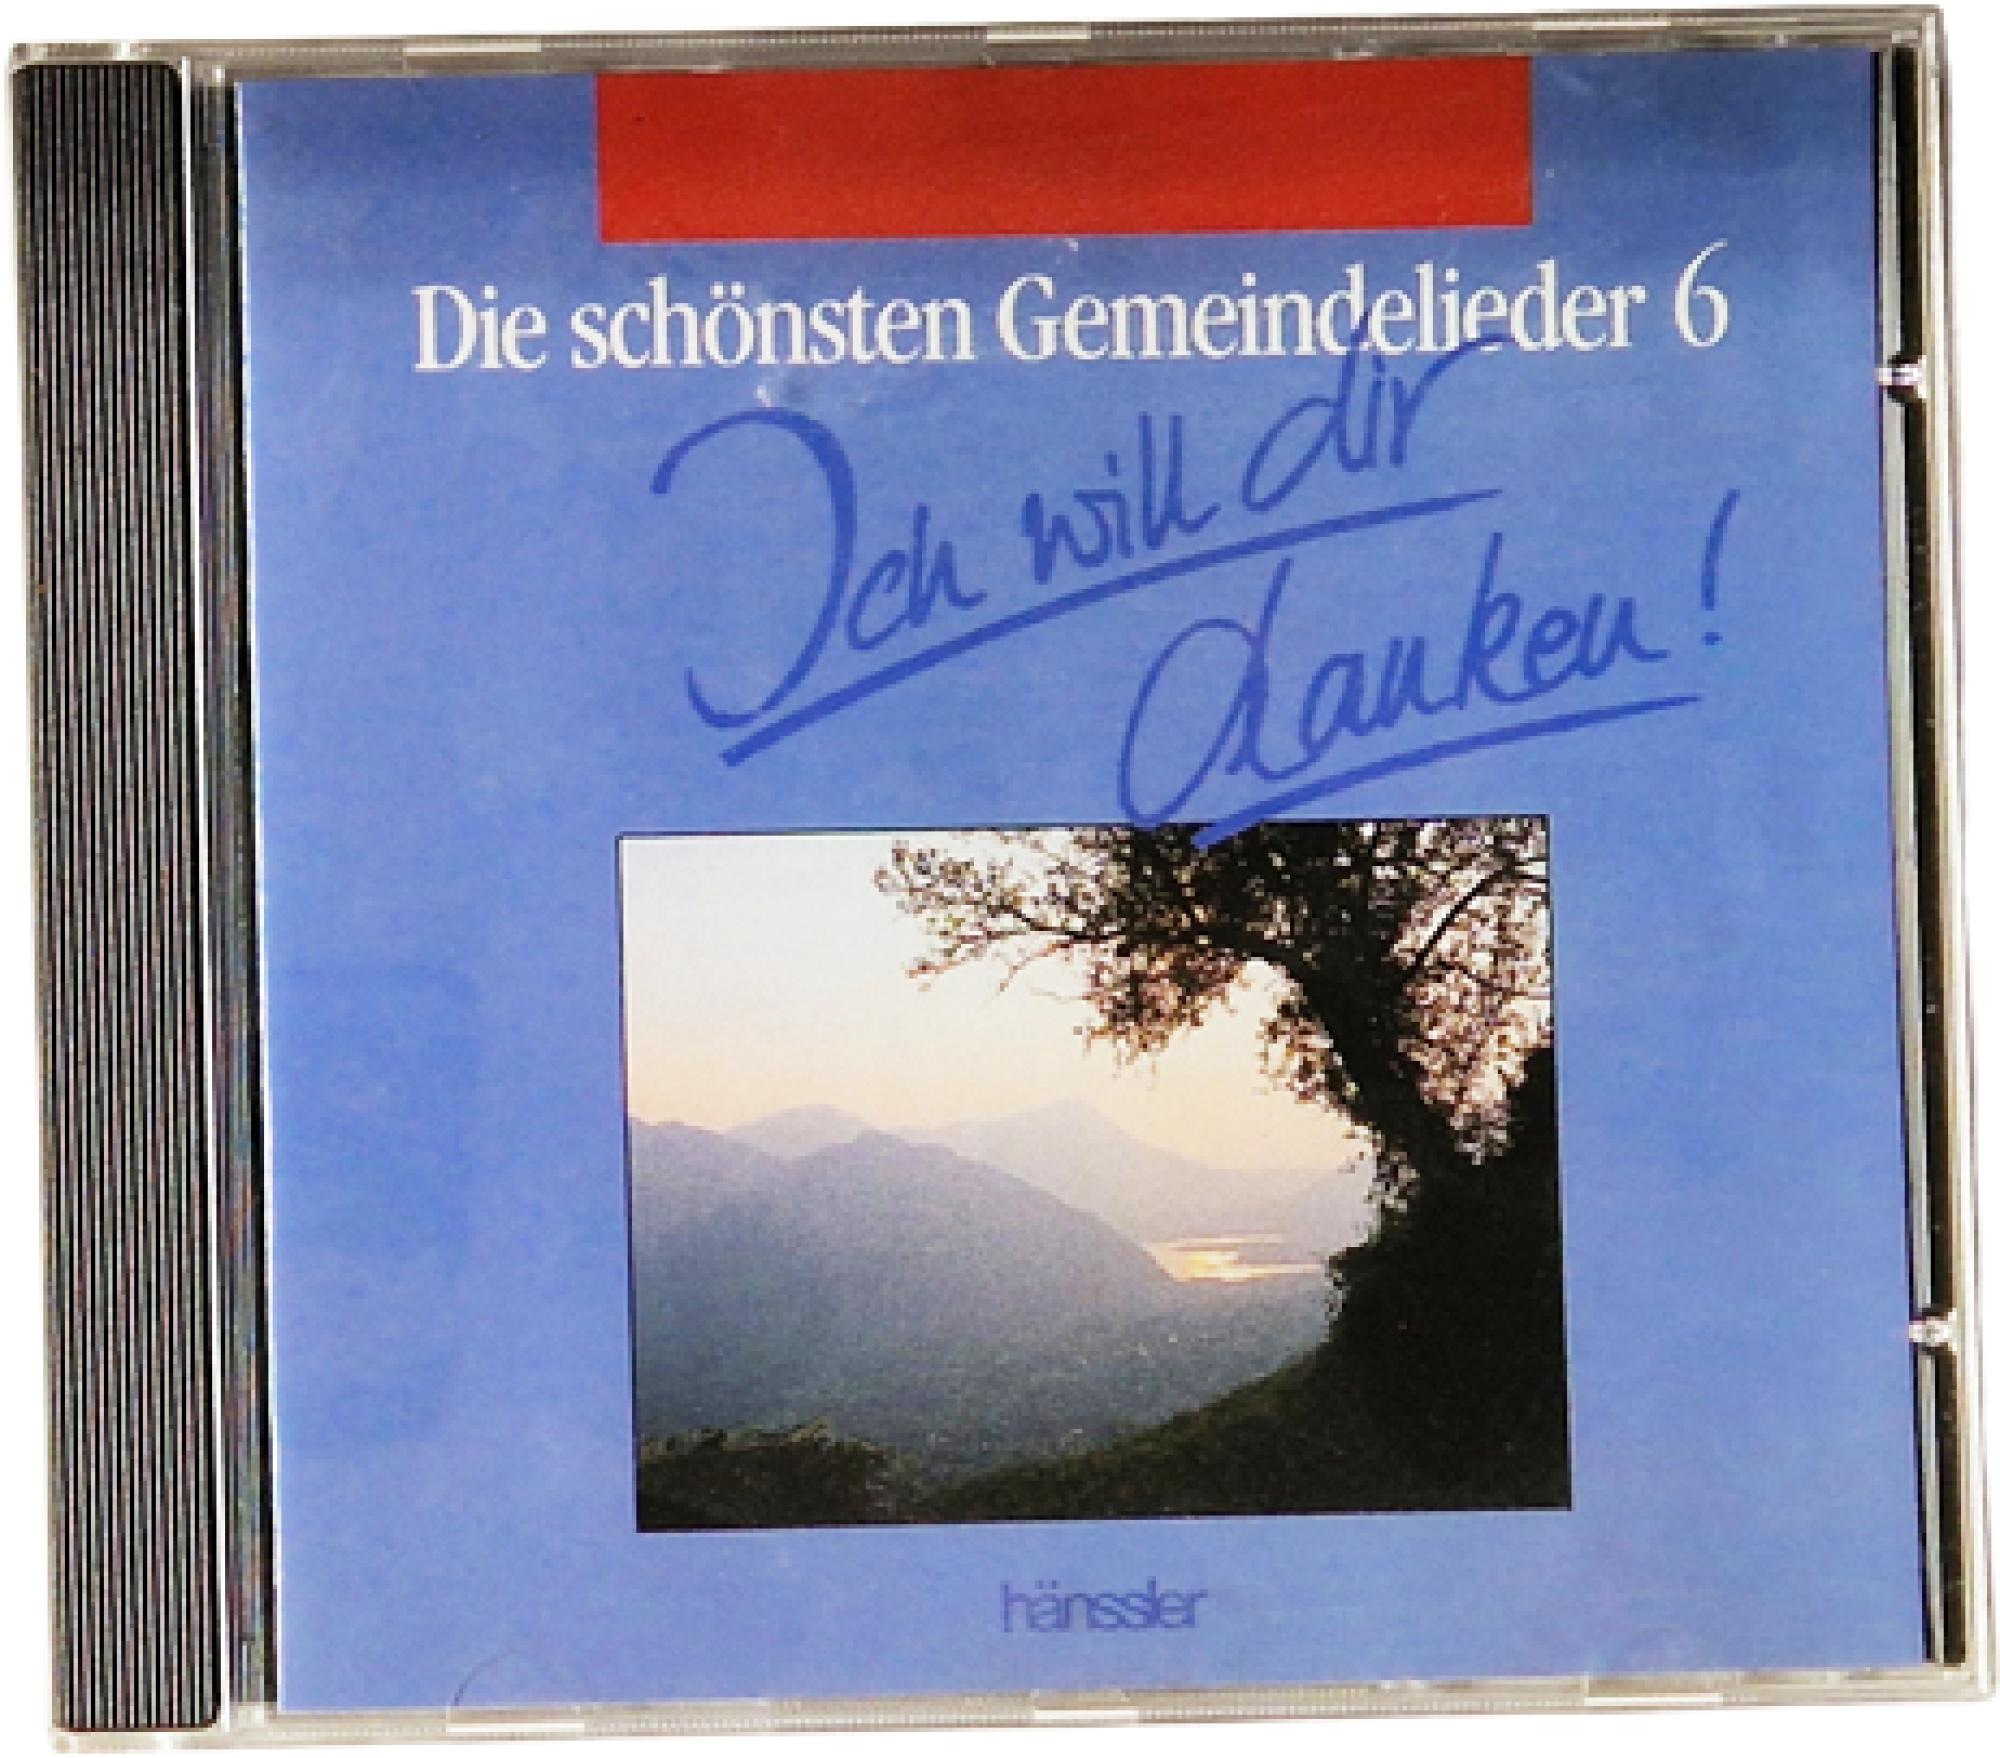 Die schönsten Gemeindelieder 6
Ich will dir
danken!
hänssler